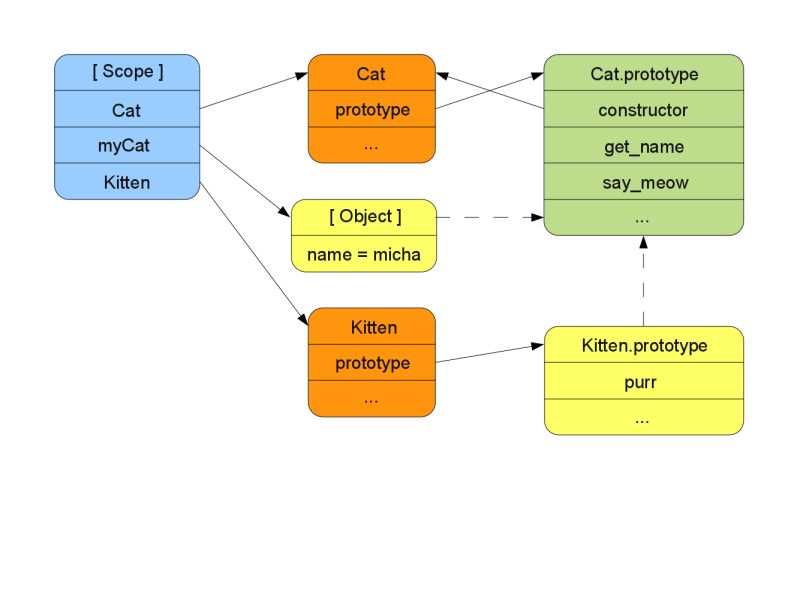 [ Scope ]
Cat
myCat
Kitten
Cat
prototype
...
[ Object ]
name = micha
Kitten
prototype
...
Cat.prototype
constructor
get_name
say_meow
...
Kitten.prototype
purr
...